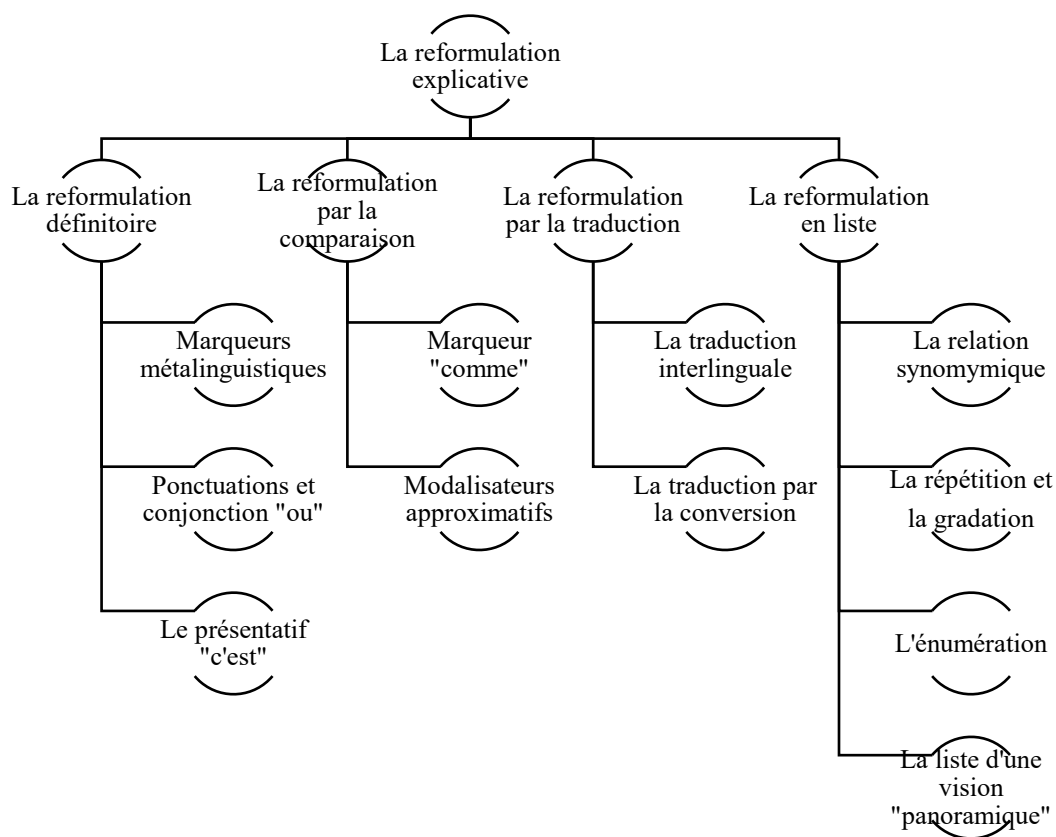 La reformulation
explicative
La reformulation
définitoire
La reformulation
par la
comparaison
La reformulation
par la traduction
La reformulation
en liste
Marqueurs
métalinguistiques
Marqueur
"comme"
La traduction
interlinguale
La relation
synomymique
Ponctuations et
conjonction "ou"
Modalisateurs
approximatifs
La traduction par
la conversion
La répétition et
la gradation
Le présentatif
"c'est"
L'énumération
La liste d'une
vision
"panoramique"